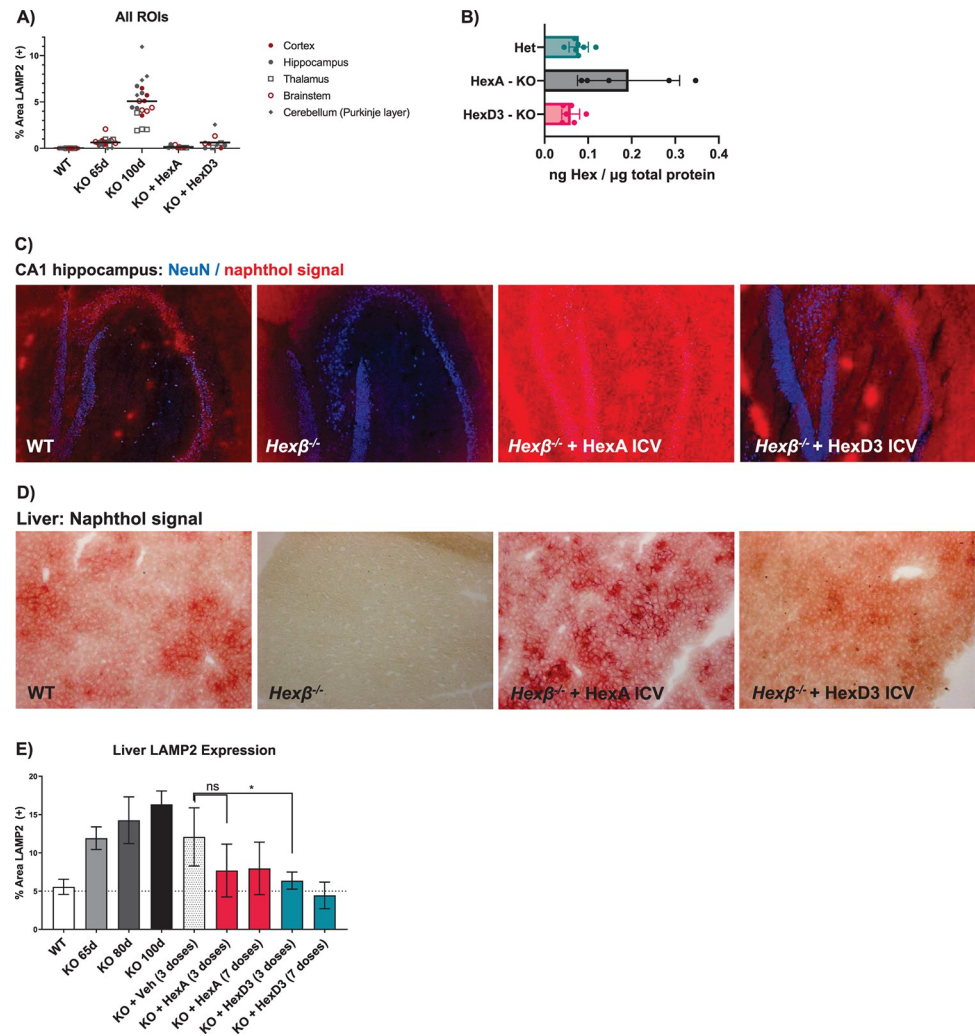 A)
All ROIs
% Area LAMP2 (+)
10
5
0
WT
KO 65d
KO 100d
KO + HexA
KO + HexD3
Cortex
Hippocampus
Thalamus
Brainstem
Cerebellum (Purkinje layer)
B)
Het
HexA - KO
HexD3 - KO
0.0 0.1 0.2 0.3 0.4
ng Hex / µg total protein
C)
CA1 hippocampus: NeuN / naphthol signal
WT
Hexβ-/-
Hexβ-/- + HexA ICV
Hexβ-/- + HexD3 ICV
D)
Liver: Naphthol signal
WT
Hexβ-/-
Hexβ-/- + HexA ICV
Hexβ-/- + HexD3 ICV
E)
Liver LAMP2 Expression
% Area LAMP2 (+)
20
15
10
5
0
ns
*
WT
KO 65d
KO 80d
KO 100d
KO + Veh (3 doses)
KO + HexA (3 doses)
KO + HexA (7 doses)
KO + HexD3 (3 doses)
KO + HexD3 (7 doses)